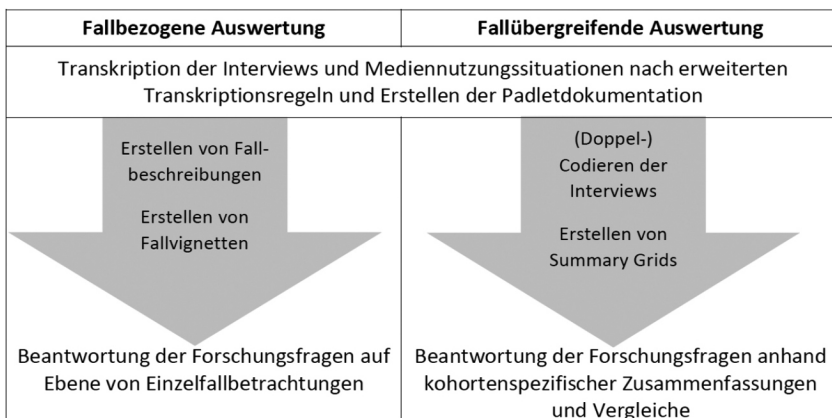 Fallbezogene Auswertung
Fallübergreifende Auswertung
Transkription der Interviews und Mediennutzungssituationen nach erweiterten
Transkriptionsregeln und Erstellen der Padletdokumentation
Erstellen von Fall-
beschreibungen
Erstellen von
Fallvignetten
(Doppel-)
Codieren der
Interviews
Erstellen von
Summary Grids
Beantwortung der Forschungsfragen auf
Ebene von Einzelfallbetrachtungen
Beantwortung der Forschungsfragen anhand
kohortenspezifischer Zusammenfassungen
und Vergleiche